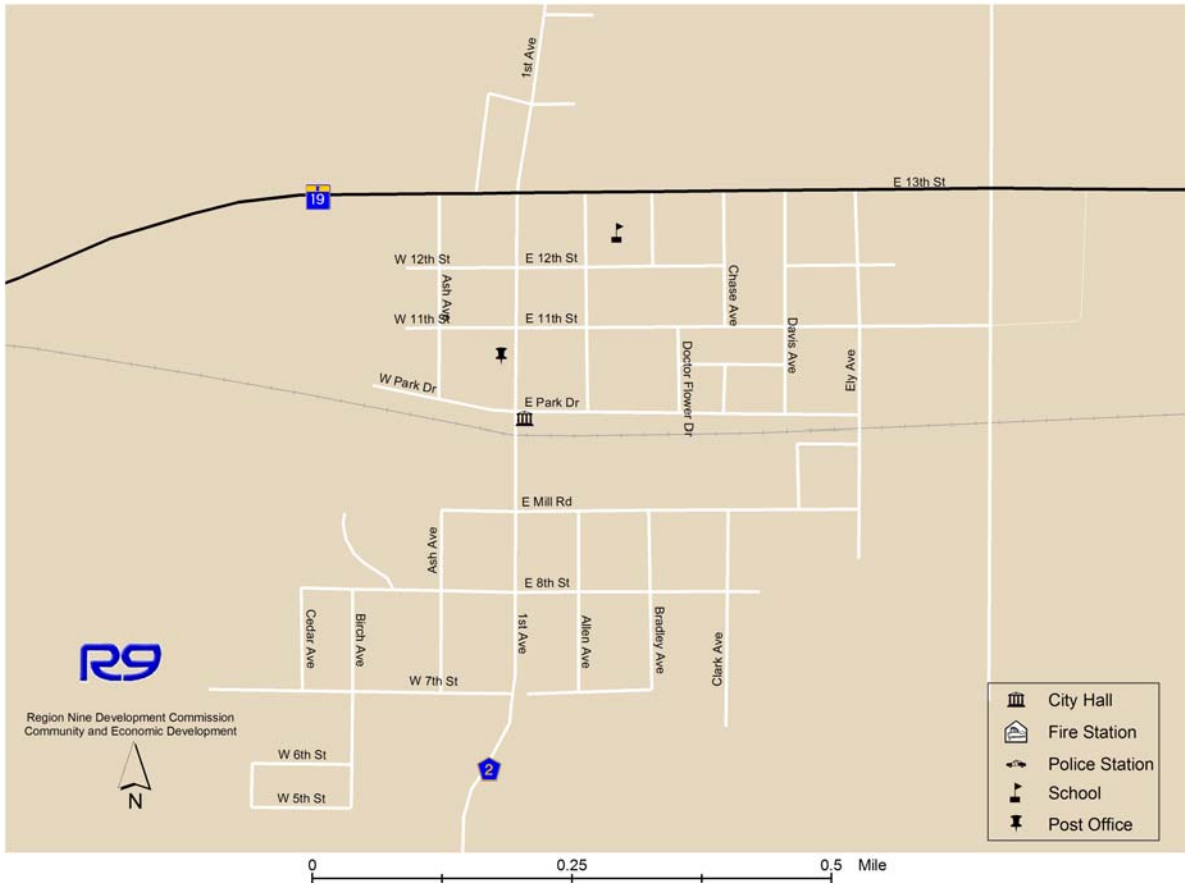 1st Ave
E 13th St
19
W 12th St
E 12th St
Ash Ave
Chase Ave
W 11th St
E 11th St
Davis Ave
Doctor Flower Dr
Ely Ave
W Park Dr
E Park Dr
E Mill Rd
Ash Ave
E 8th St
Cedar Ave
Birch Ave
1st Ave
Allen Ave
Bradley Ave
Clark Ave
W 7th St
R9
Region Nine Development Commission
Community and Economic Development
N
W 6th St
W 5th St
2
City Hall
Fire Station
Police Station
School
Post Office
0 0.25 0.5 Mile